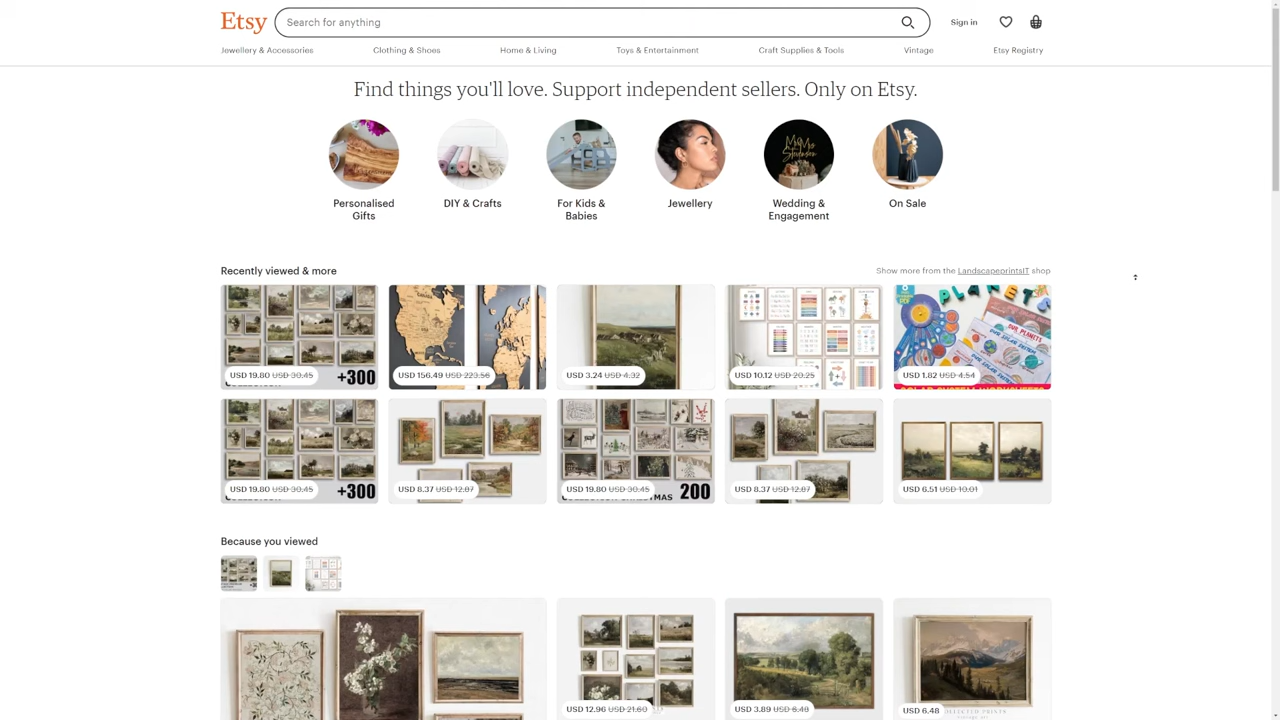 Etsy
Search for anything
Sign in
Jewellery & Accessories
Clothing & Shoes
Home & Living
Toys & Entertainment
Craft Supplies & Tools
Vintage
Etsy Registry
Find things you'll love. Support independent sellers. Only on Etsy.
Personalised
Gifts
DIY & Crafts
For Kids &
Babies
Jewellery
Wedding &
Engagement
On Sale
Recently viewed & more
Show more from the LandscapeprintsIT shop
USD 19.80 USD 30.45
+300
USD 156.49 USD 223.56
USD 3.24 USD 4.32
USD 10.12 USD 20.25
PLANETS
OUR PLANETS
USD 1.82 USD 4.54
USD 19.80 USD 30.45
+300
USD 8.37 USD 12.87
USD 19.80 USD 30.45
200
USD 8.37 USD 12.87
USD 6.51 USD 10.01
Because you viewed
USD 12.96 USD 21.60
USD 3.89 USD 6.48
USD 6.48